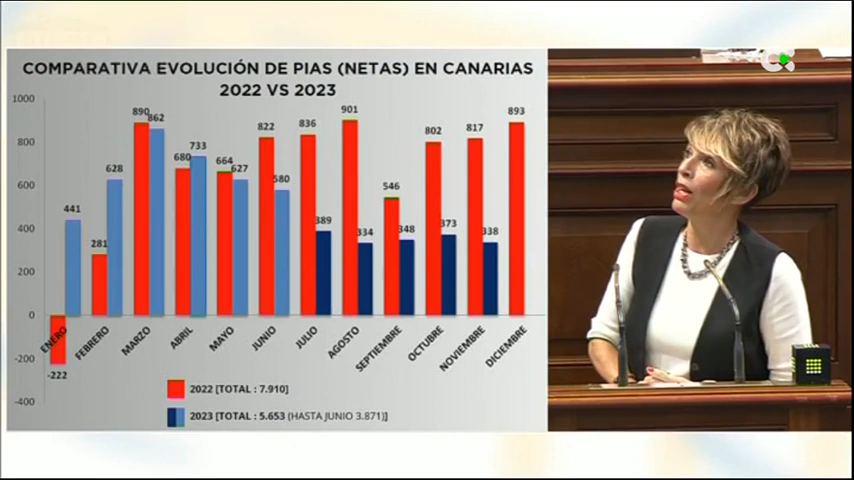 COMPARATIVA EVOLUCIÓN DE PIAS (NETAS) EN CANARIAS
2022 VS 2023
1000
800
600
400
200
0
-200
-400
-222
441
281
628
890
862
680
733
664
627
822
580
836
389
901
334
546
348
802
373
817
338
893
ENERO
FEBRERO
MARZO
ABRIL
MAYO
JUNIO
JULIO
AGOSTO
SEPTIEMBRE
OCTUBRE
NOVIEMBRE
DICIEMBRE
2022 [TOTAL : 7.910]
2023 [TOTAL : 5.653 (HASTA JUNIO 3.871)]